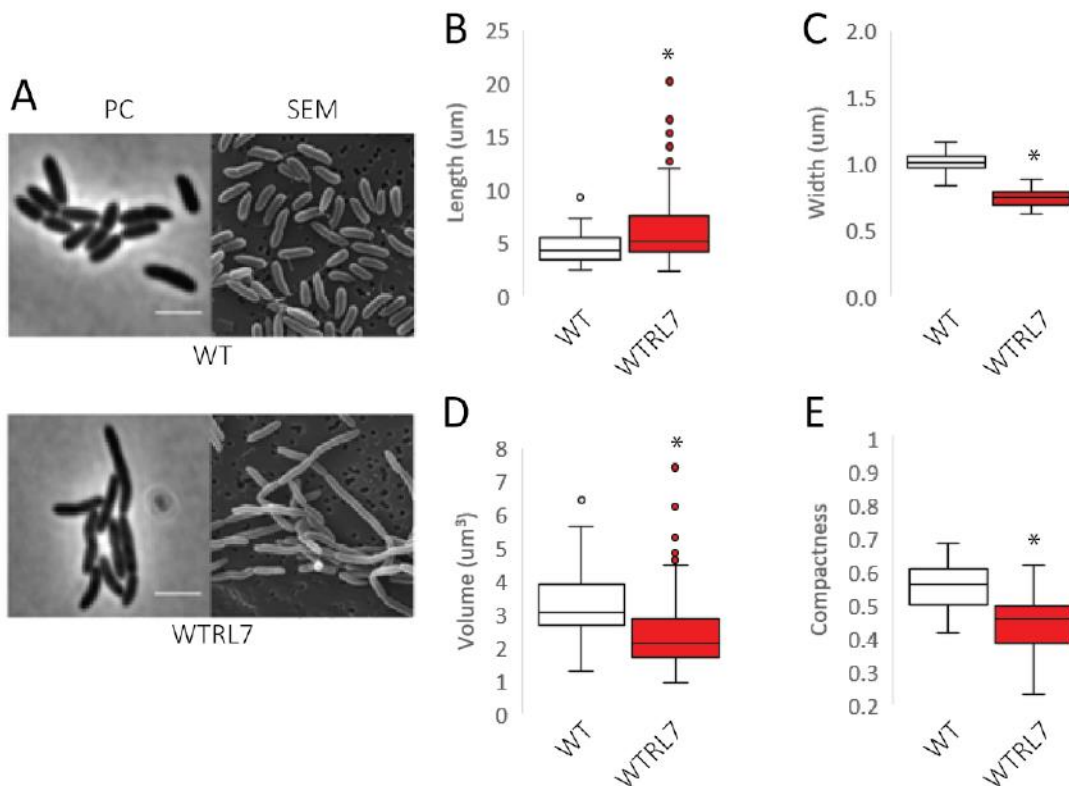 A
PC SEM
WT
WTRL7
B
Length (um)
25
20
15
10
5
0
*
WT
WTRL7
C
Width (um)
2.0
1.5
1.0
0.5
0.0
*
WT
WTRL7
D
Volume (um³)
8
7
6
5
4
3
2
1
0
*
WT
WTRL7
E
Compactness
1
0.9
0.8
0.7
0.6
0.5
0.4
0.3
0.2
*
WT
WTRL7